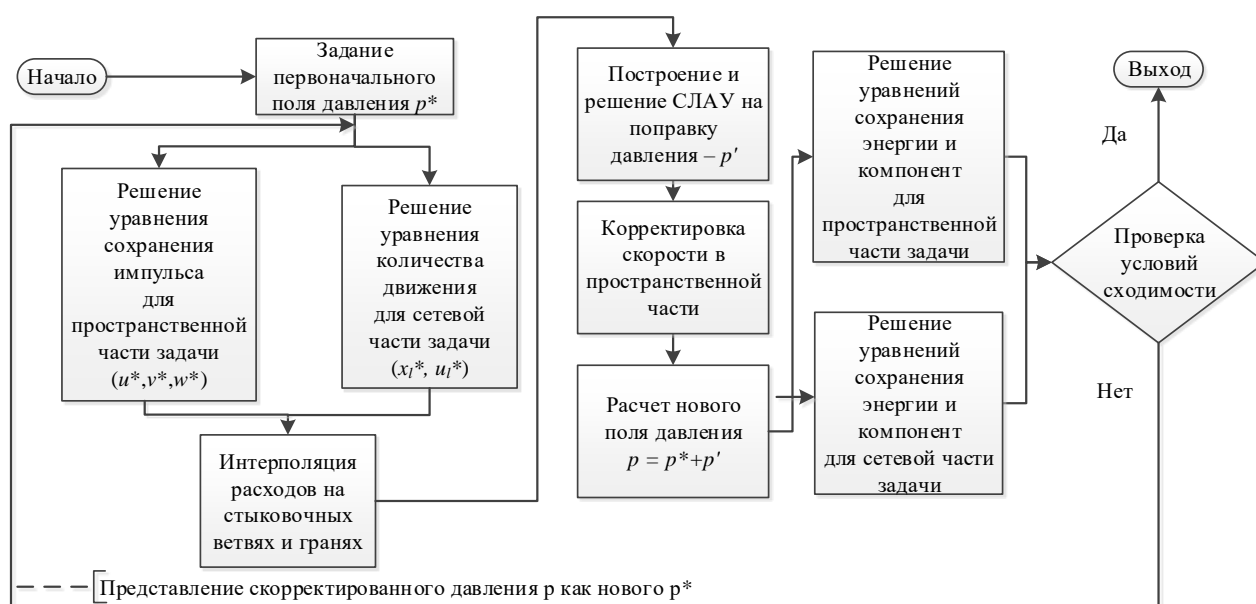 Начало
Задание
первоначального
поля давления p*
Решение
уравнения
сохранения
импульса
для
пространственной
части задачи
(u*,v*,w*)
Решение
уравнения
количества
движения
для сетевой
части задачи
(xl*, ul*)
Интерполяция
расходов на
стыковочных
ветвях и гранях
Построение и
решение СЛАУ на
поправку
давления – p'
Корректировка
скорости в
пространственной
части
Расчет нового
поля давления
p = p*+p'
Решение
уравнений
сохранения
энергии и
компонент
для
пространственной
части задачи
Решение
уравнений
сохранения
энергии и
компонент
для сетевой части
задачи
Проверка
условий
сходимости
Да
Выход
Нет
Представление скорректированного давления p как нового p*